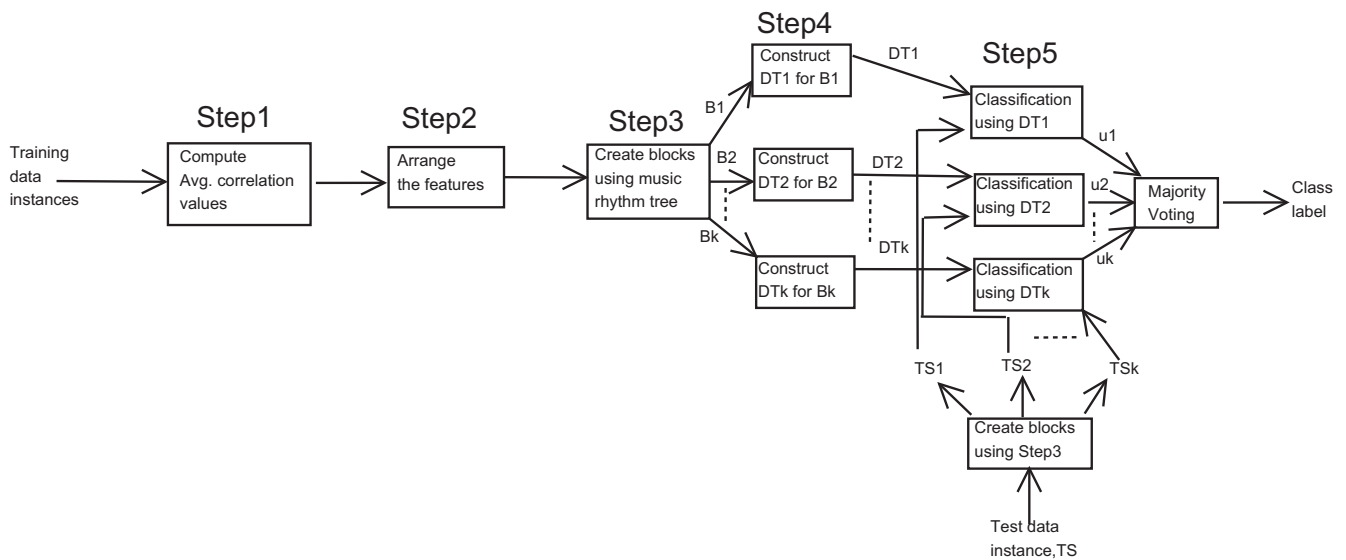 Step4
Step5
Step1
Step2
Step3
Training
data
instances
Compute
Avg. correlation
values
Arrange
the features
Create blocks
using music
rhythm tree
B1
B2
Bk
Construct
DT1 for B1
Construct
DT2 for B2
Construct
DTk for Bk
DT1
DT2
DTk
Classification
using DT1
Classification
using DT2
Classification
using DTk
u1
u2
uk
Majority
Voting
Class
label
TS1
TS2
TSk
Create blocks
using Step3
Test data
instance,TS